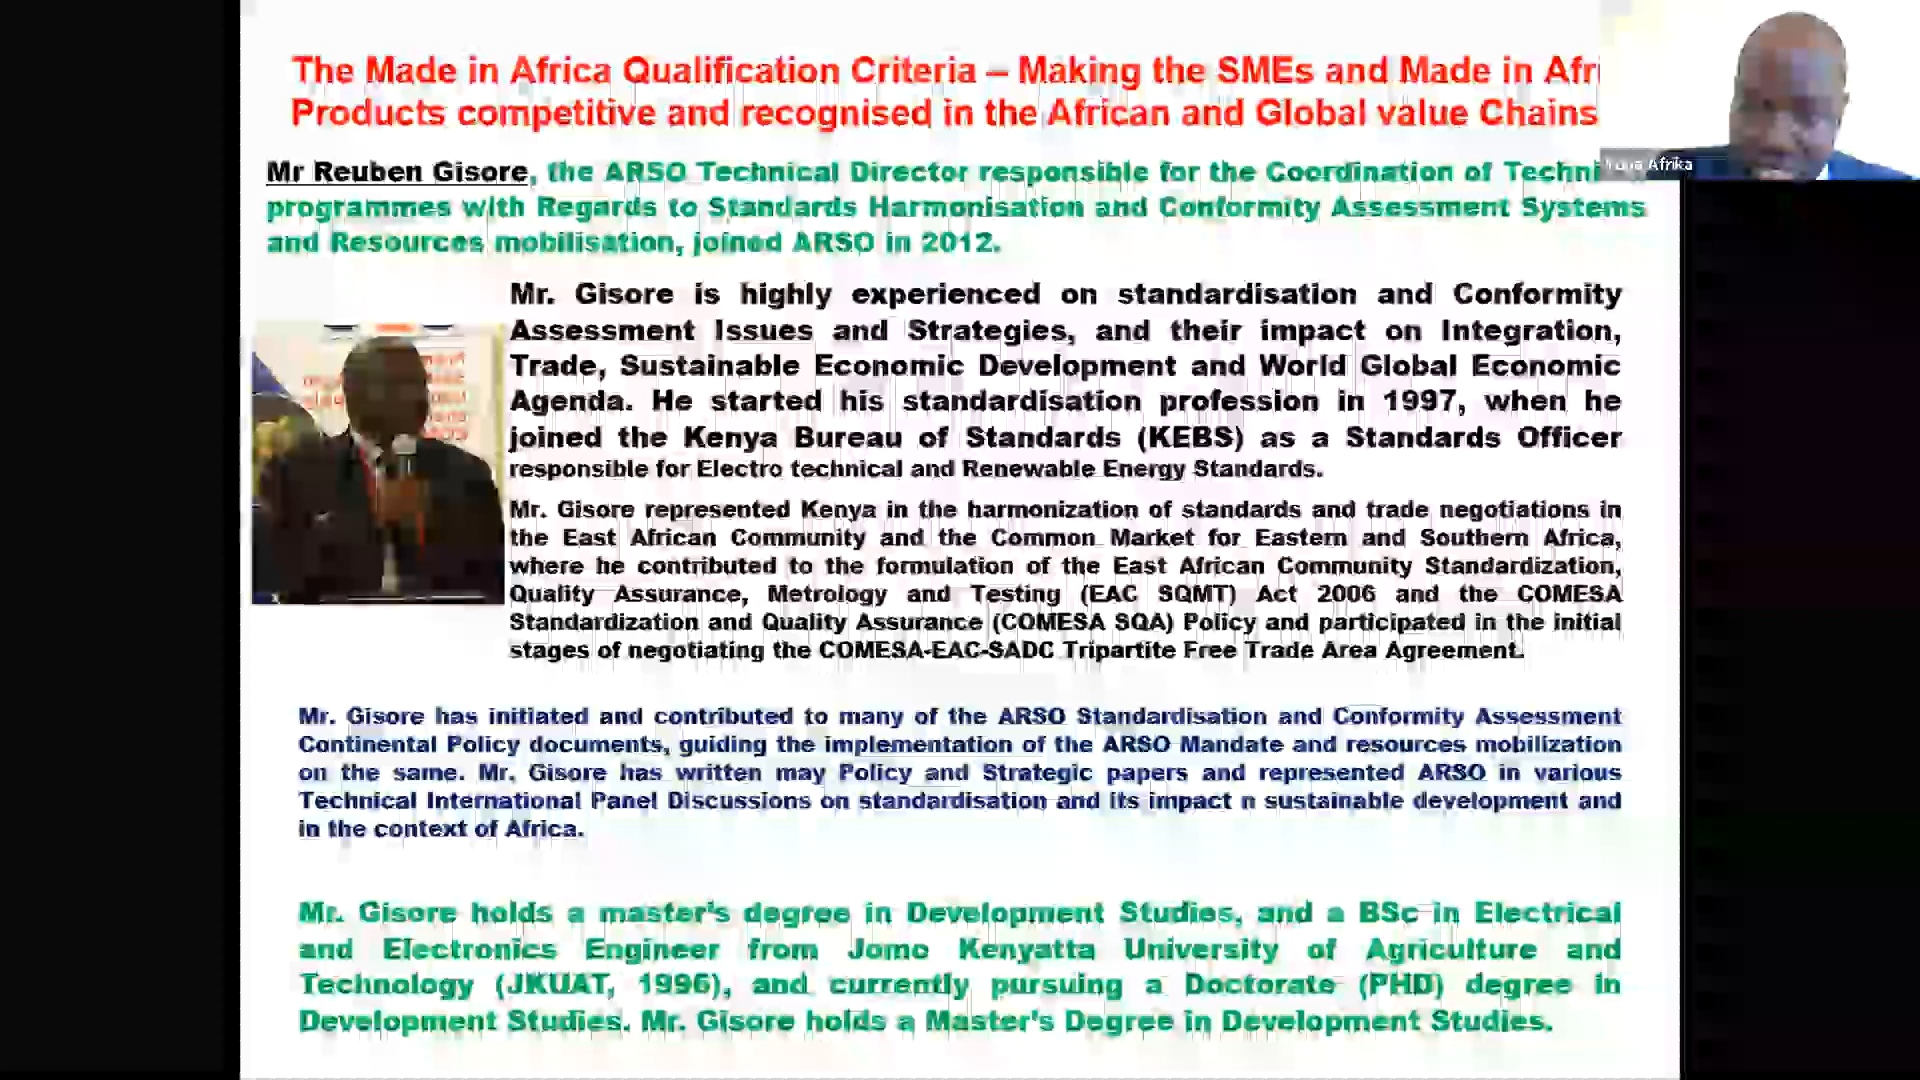 The Made in Africa Qualification Criteria – Making the SMEs and Made in Afri
Products competitive and recognised in the African and Global value Chains
Mr Reuben Gisore, the ARSO Technical Director responsible for the Coordination of Techni
Afrika
programmes with Regards to Standards Harmonisation and Conformity Assessment Systems
and Resources mobilisation, joined ARSO in 2012.
Mr. Gisore is highly experienced on standardisation and Conformity
Assessment Issues and Strategies, and their impact on Integration,
Trade, Sustainable Economic Development and World Global Economic
Agenda. He started his standardisation profession in 1997, when he
joined the Kenya Bureau of Standards (KEBS) as a Standards Officer
responsible for Electro technical and Renewable Energy Standards.
Mr. Gisore represented Kenya in the harmonization of standards and trade negotiations in
the East African Community and the Common Market for Eastern and Southern Africa,
where he contributed to the formulation of the East African Community Standardization,
Quality Assurance, Metrology and Testing (EAC SQMT) Act 2006 and the COMESA
Standardization and Quality Assurance (COMESA SQA) Policy and participated in the initial
stages of negotiating the COMESA-EAC-SADC Tripartite Free Trade Area Agreement.
Mr. Gisore has initiated and contributed to many of the ARSO Standardisation and Conformity Assessment
Continental Policy documents, guiding the implementation of the ARSO Mandate and resources mobilization
on the same. Mr. Gisore has written may Policy and Strategic papers and represented ARSO in various
Technical International Panel Discussions on standardisation and its impact n sustainable development and
in the context of Africa.
Mr. Gisore holds a master's degree in Development Studies, and a BSc in Electrical
and Electronics Engineer from Jomo Kenyatta University of Agriculture and
Technology (JKUAT, 1996), and currently pursuing a Doctorate (PHD) degree in
Development Studies. Mr. Gisore holds a Master's Degree in Development Studies.